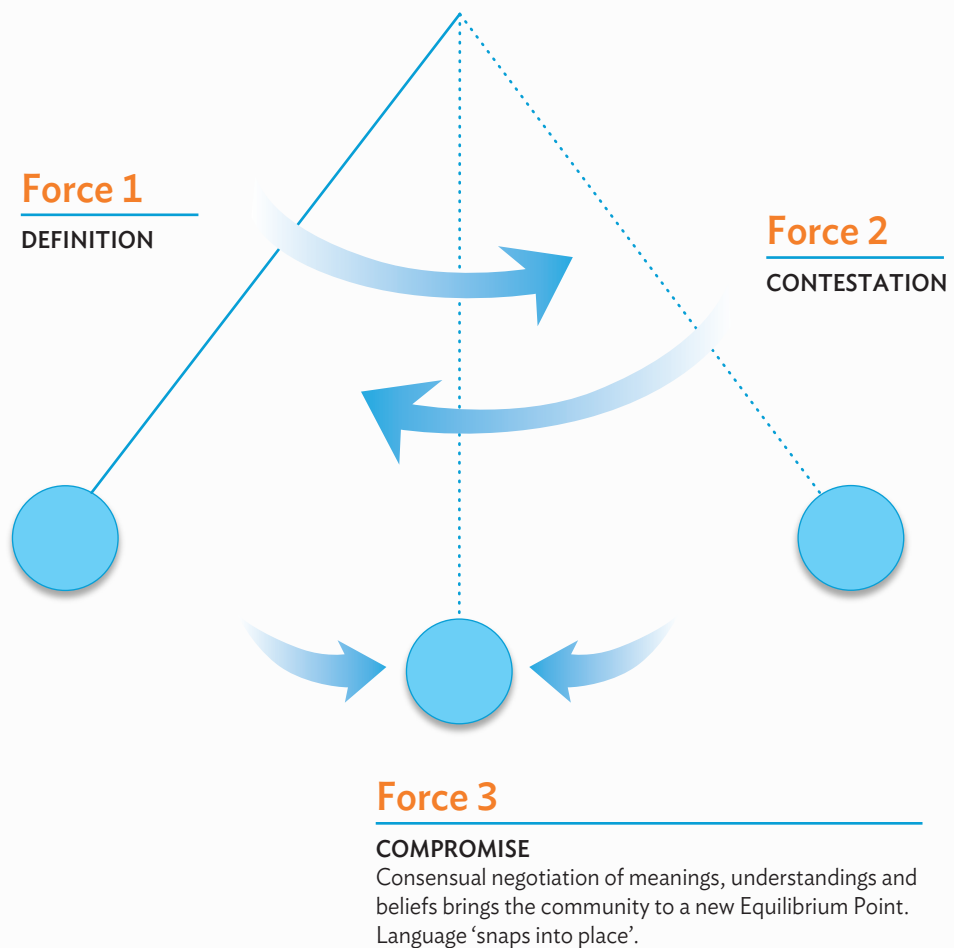 Force 1
DEFINITION
Force 2
CONTESTATION
Force 3
COMPROMISE
Consensual negotiation of meanings, understandings and
beliefs brings the community to a new Equilibrium Point.
Language ‘snaps into place’.